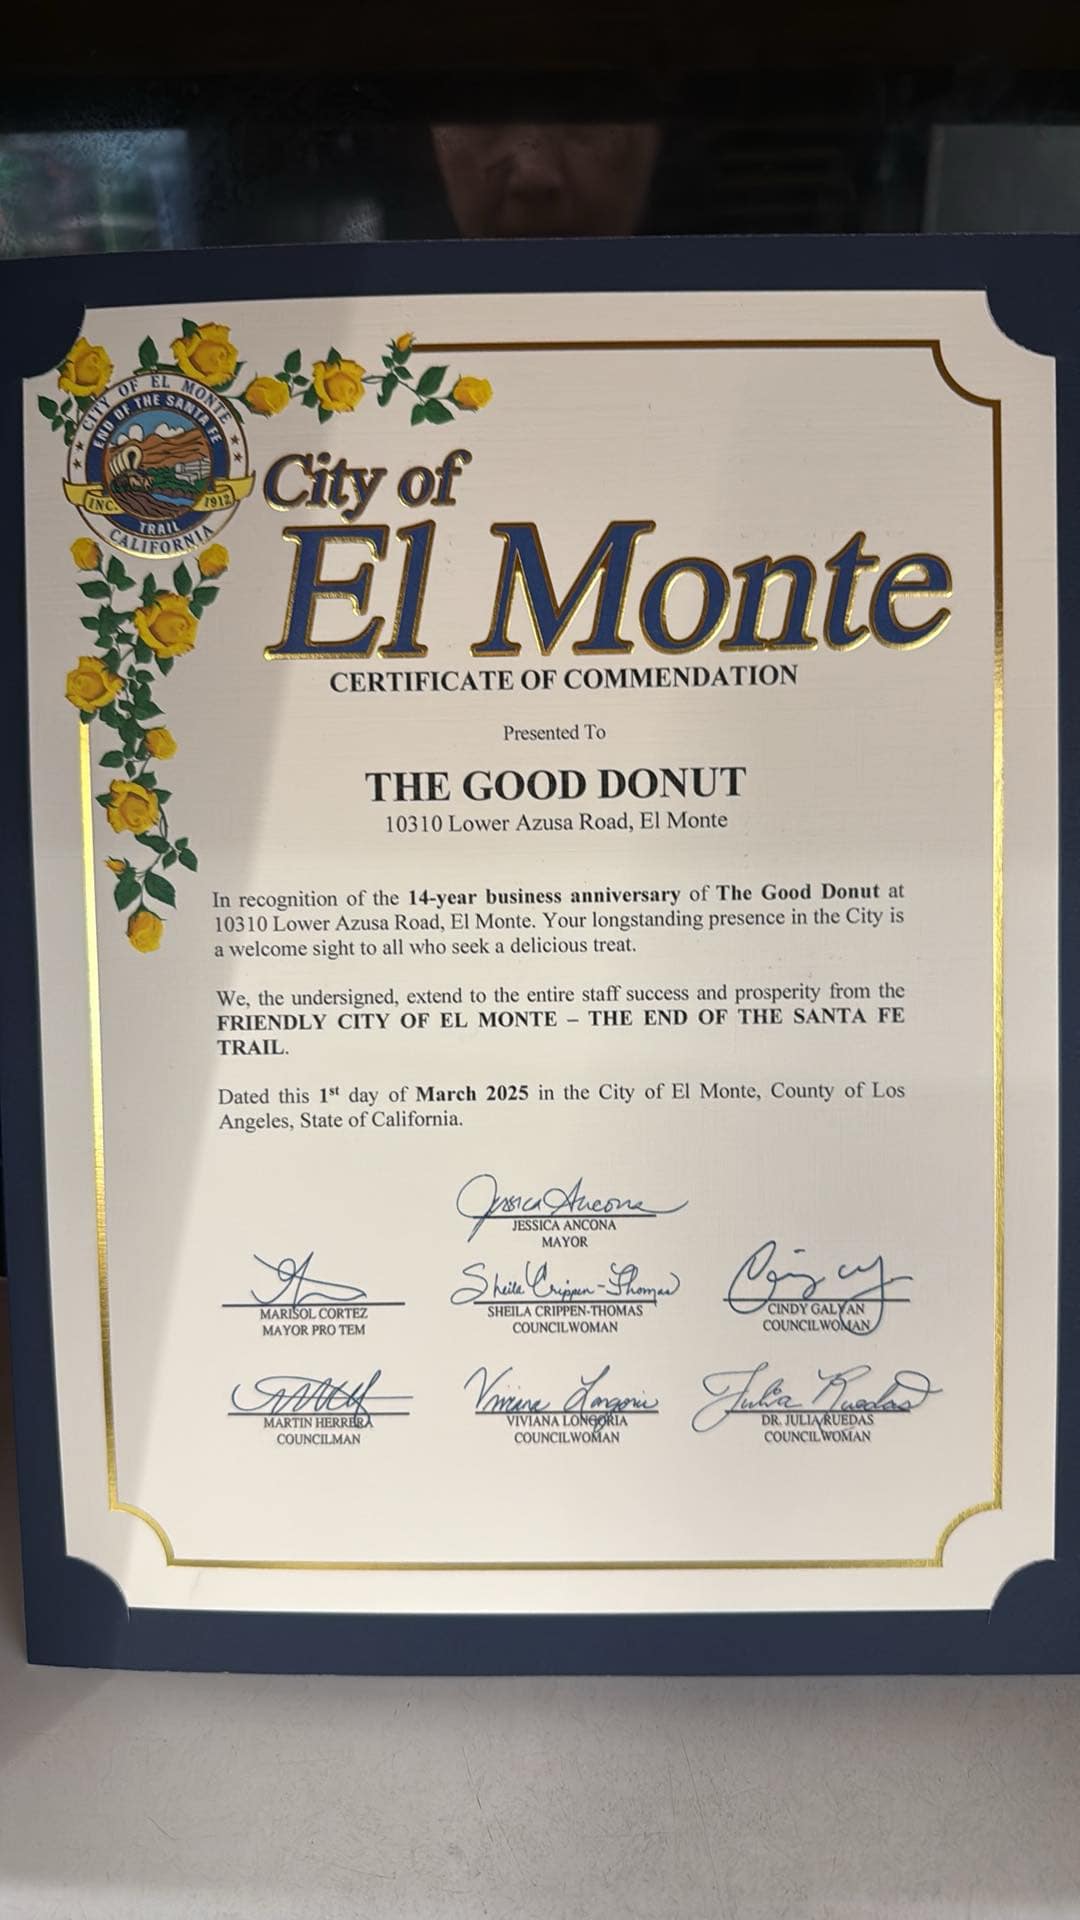 CITY OF EL MONTE
END OF THE SANTA FE
INC. 1912
TRAIL
CALIFORNIA
City of
El Monte
CERTIFICATE OF COMMENDATION
Presented To
THE GOOD DONUT
10310 Lower Azusa Road, El Monte
In recognition of the 14-year business anniversary of The Good Donut at
10310 Lower Azusa Road, El Monte. Your longstanding presence in the City is
a welcome sight to all who seek a delicious treat.
We, the undersigned, extend to the entire staff success and prosperity from the
FRIENDLY CITY OF EL MONTE – THE END OF THE SANTA FE
TRAIL.
Dated this 1st day of March 2025 in the City of El Monte, County of Los
Angeles, State of California.
Jessica Ancona
JESSICA ANCONA
MAYOR
MARISOL CORTEZ
MAYOR PRO TEM
Sheila Crippen-Thomas
SHEILA CRIPPEN-THOMAS
COUNCILWOMAN
CINDY GALVAN
COUNCILWOMAN
MARTIN HERRERA
COUNCILMAN
Viviana Longoria
VIVIANA LONGORIA
COUNCILWOMAN
Julia Ruedas
DR. JULIA RUEDAS
COUNCILWOMAN